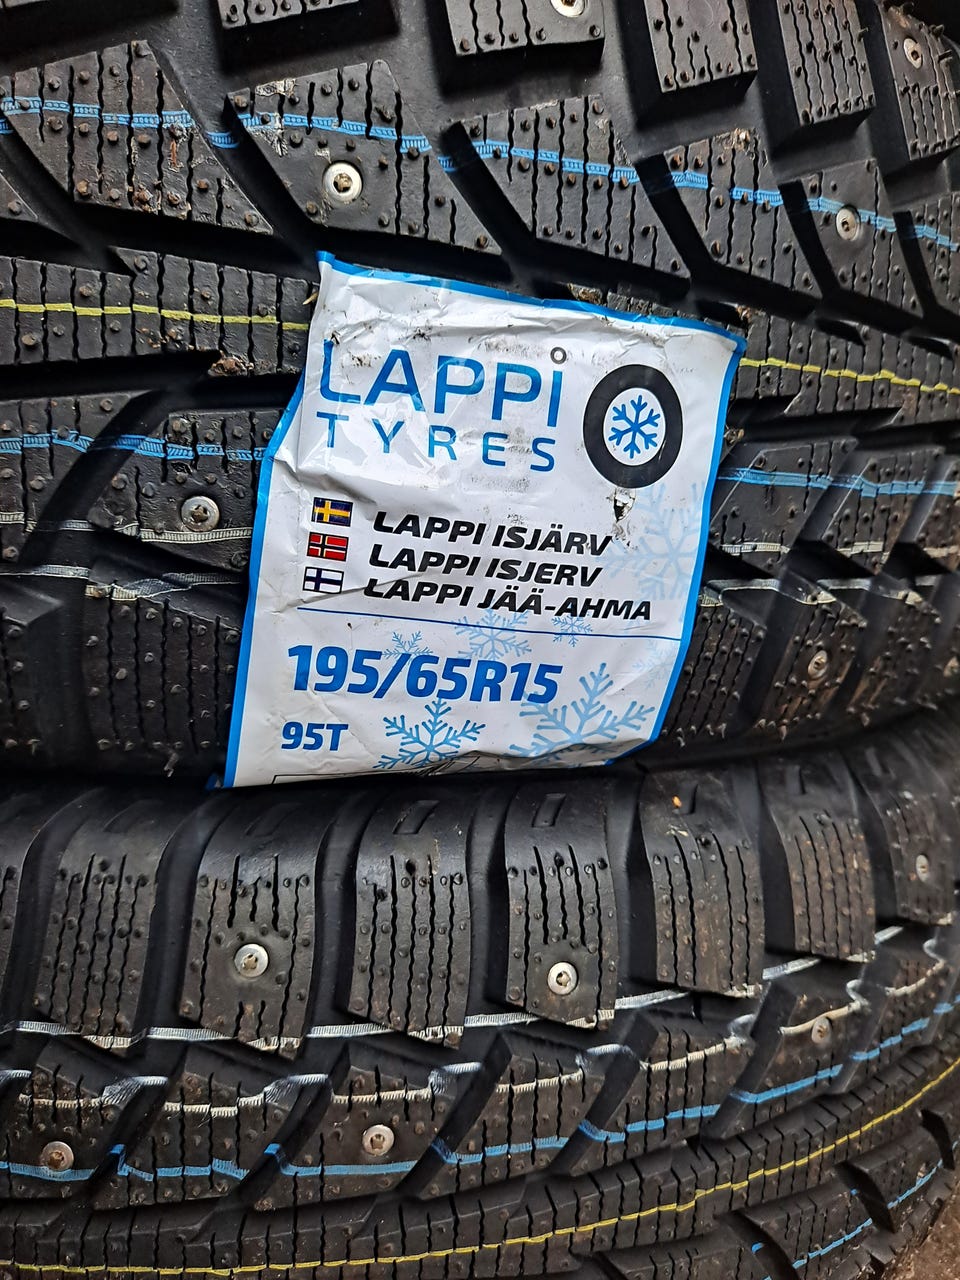 LAPPI
TYRES
LAPPI ISJÄRV
LAPPI ISJERV
LAPPI JÄÄ-AHMA
195/65R15
95T